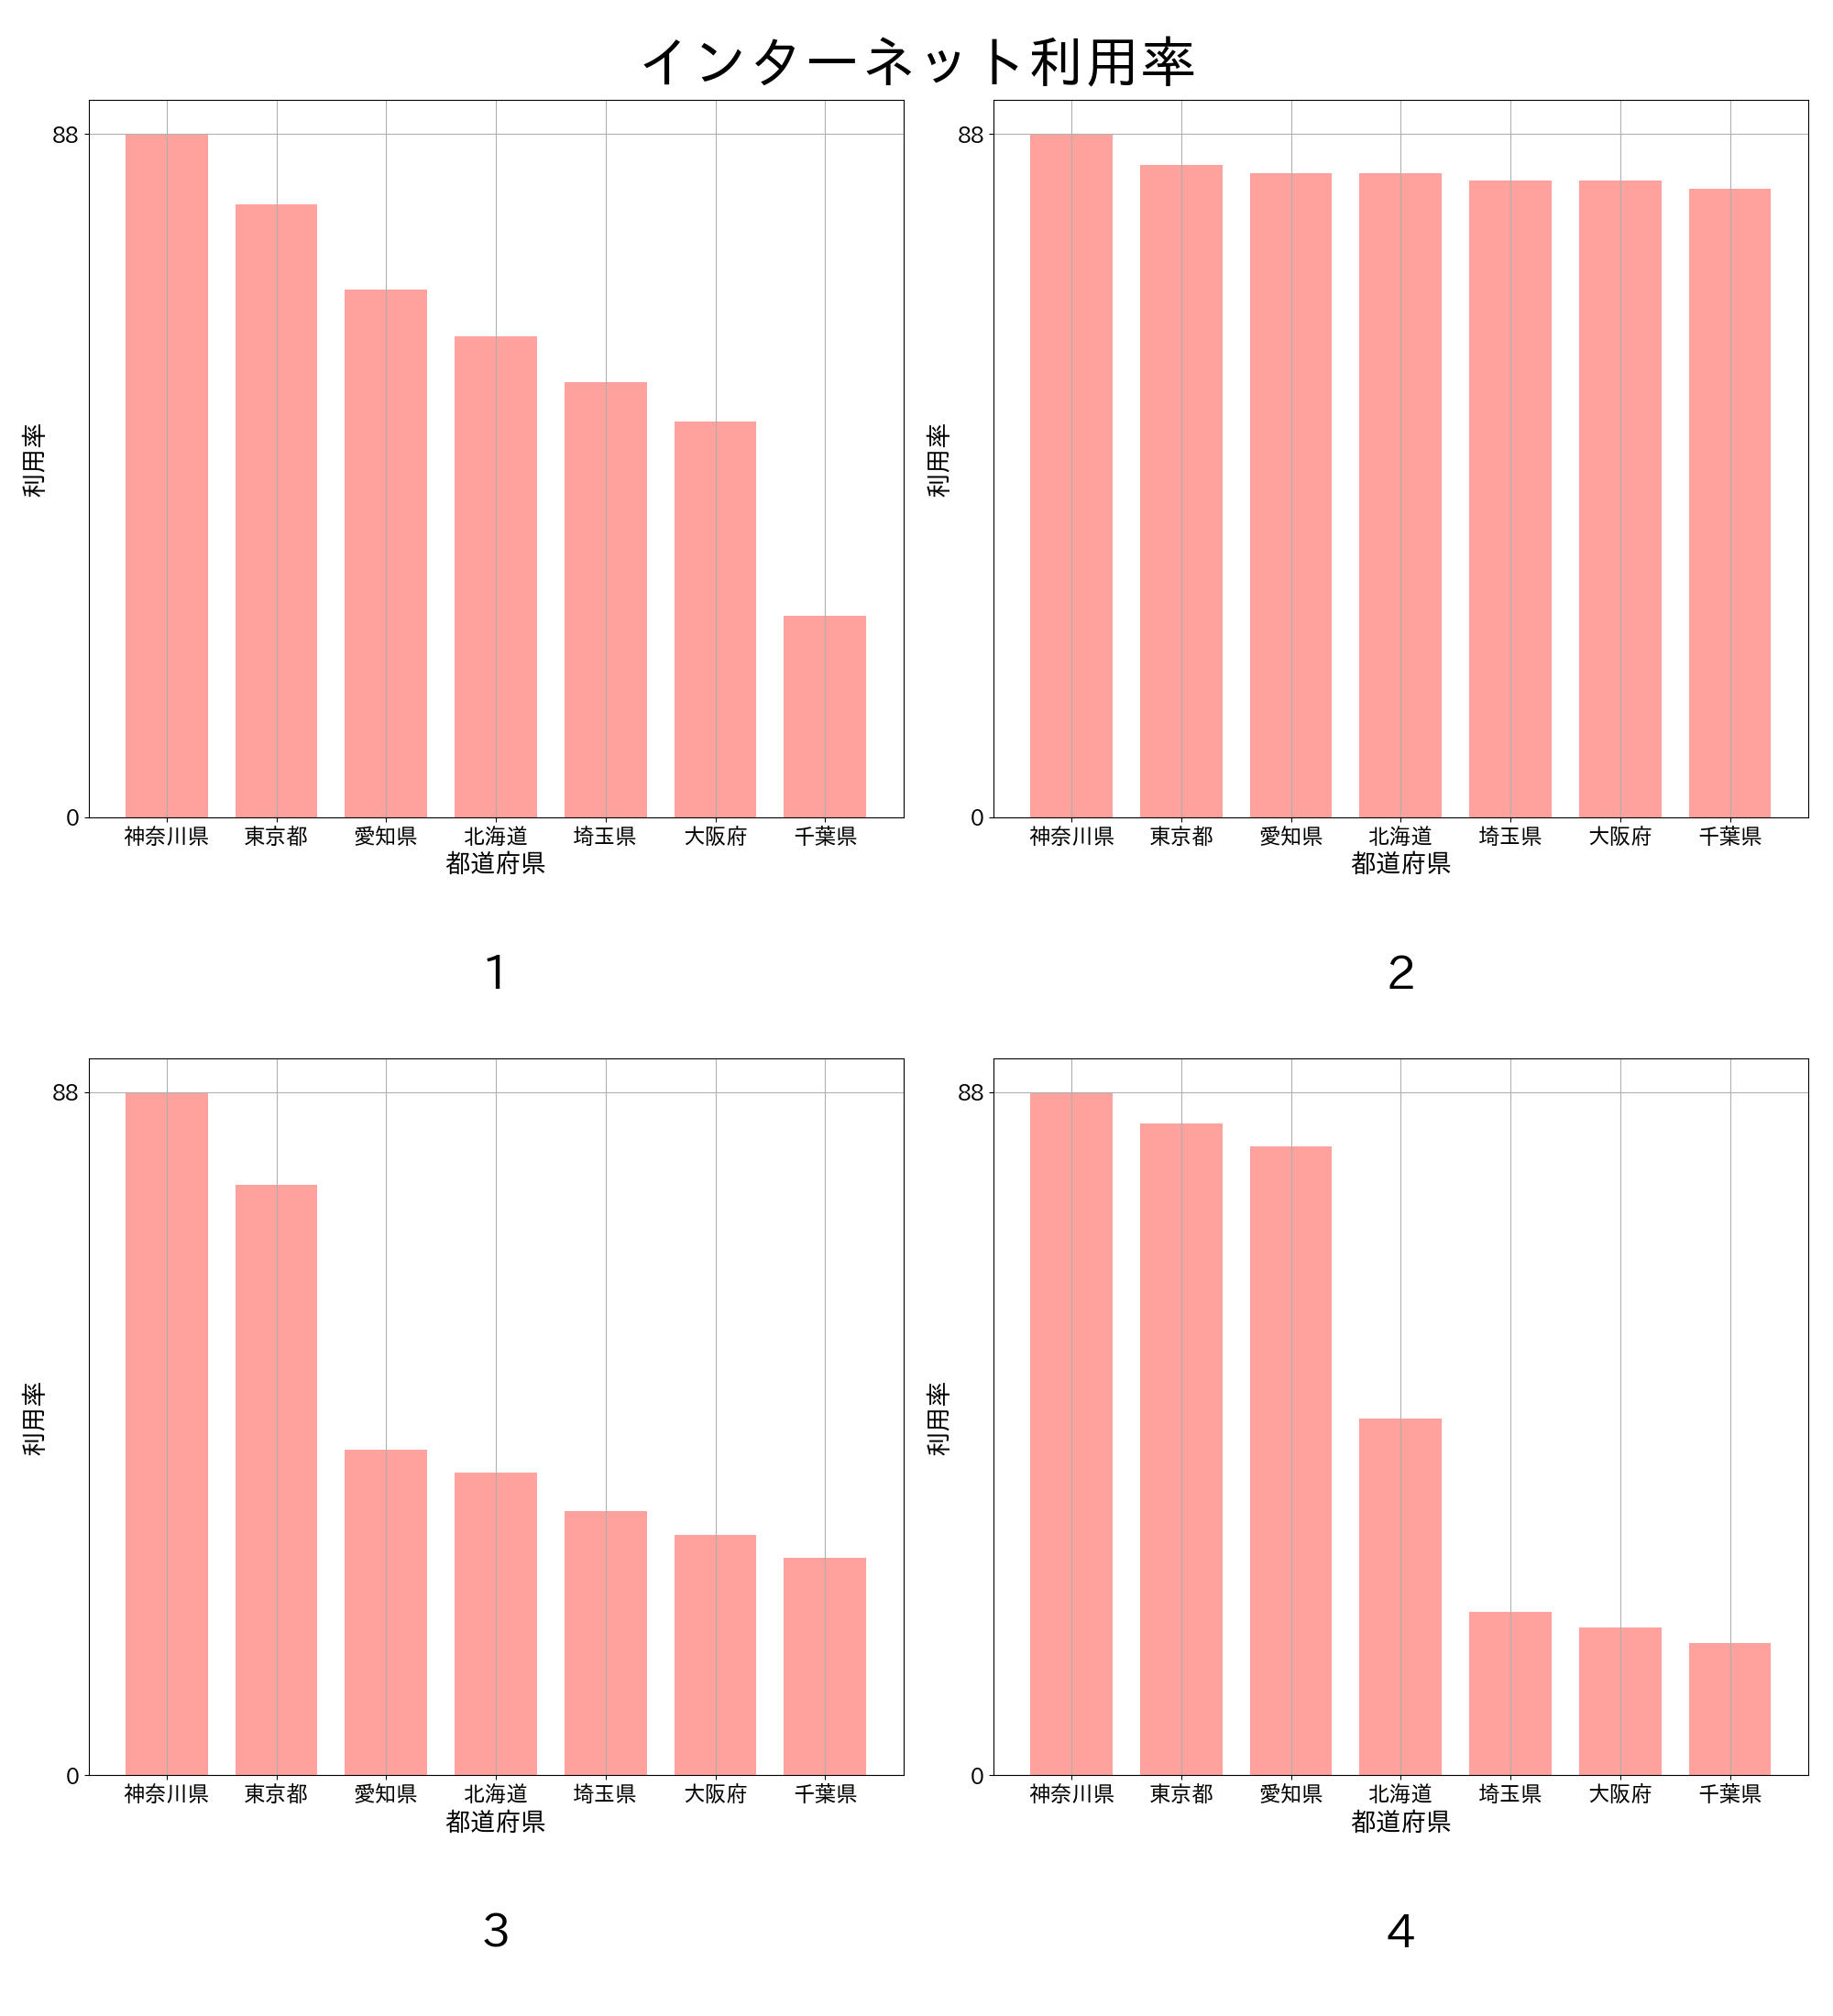 インターネット利用率
88
0
利用率
神奈川県 東京都 愛知県 北海道 埼玉県 大阪府 千葉県
都道府県
1
88
0
利用率
神奈川県 東京都 愛知県 北海道 埼玉県 大阪府 千葉県
都道府県
2
88
0
利用率
神奈川県 東京都 愛知県 北海道 埼玉県 大阪府 千葉県
都道府県
3
88
0
利用率
神奈川県 東京都 愛知県 北海道 埼玉県 大阪府 千葉県
都道府県
4